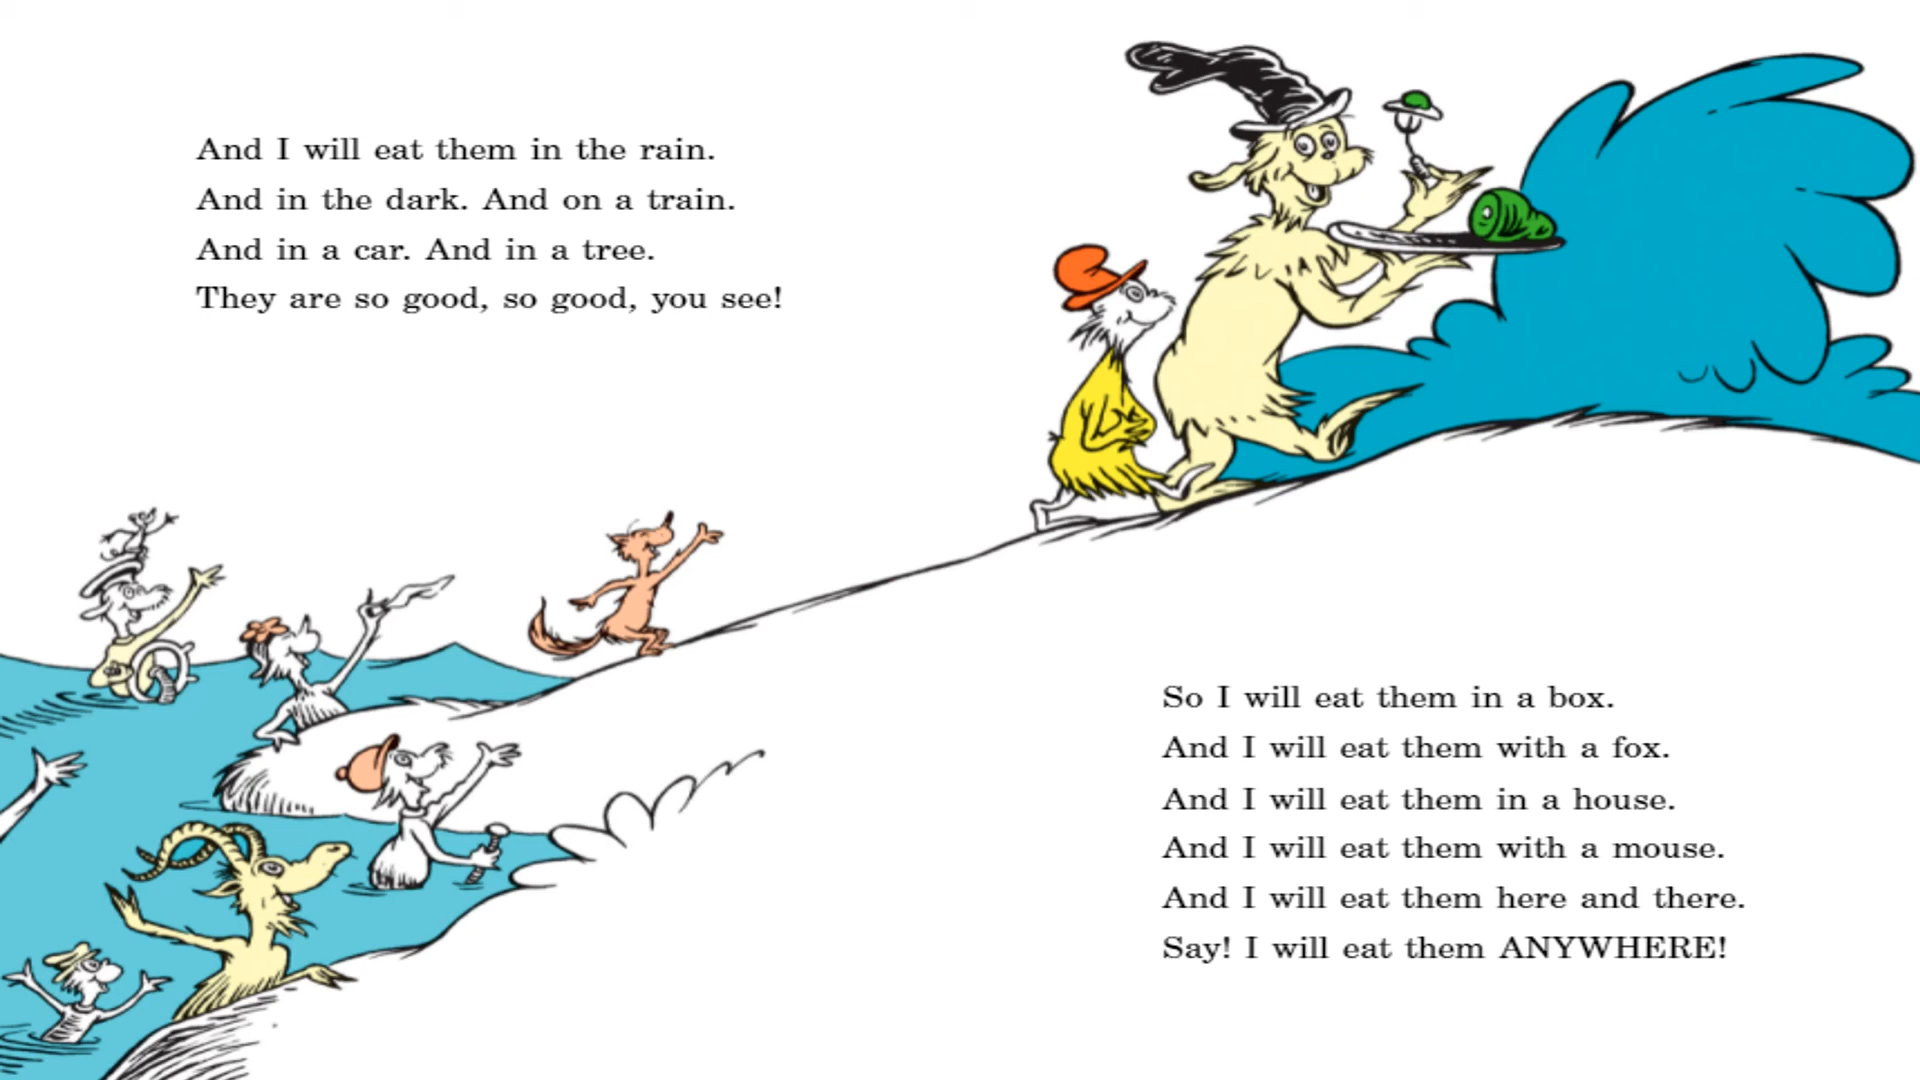 And I will eat them in the rain.
And in the dark. And on a train.
And in a car. And in a tree.
They are so good, so good, you see!
So I will eat them in a box.
And I will eat them with a fox.
And I will eat them in a house.
And I will eat them with a mouse.
And I will eat them here and there.
Say! I will eat them ANYWHERE!